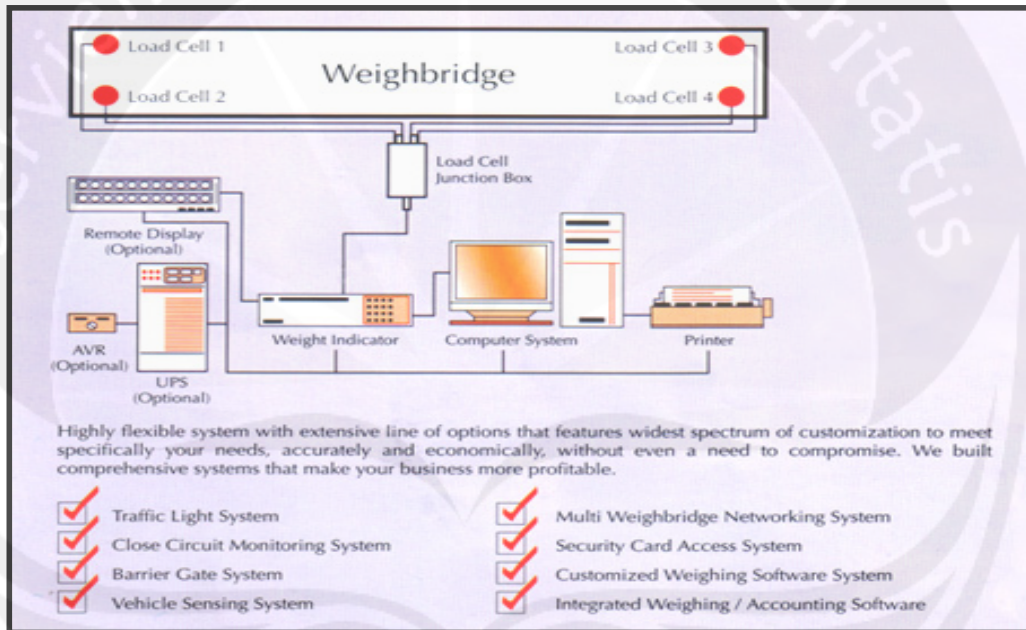 Load Cell 1
Load Cell 3
Weighbridge
Load Cell 2
Load Cell 4
Load Cell
Junction Box
Remote Display
(Optional)
Weight Indicator
Computer System
Printer
AVR
(Optional)
UPS
(Optional)
Highly flexible system with extensive line of options that features widest spectrum of customization to meet
specifically your needs, accurately and economically, without even a need to compromise. We built
comprehensive systems that make your business more profitable.
Traffic Light System
Close Circuit Monitoring System
Barrier Gate System
Vehicle Sensing System
Multi Weighbridge Networking System
Security Card Access System
Customized Weighing Software System
Integrated Weighing / Accounting Software